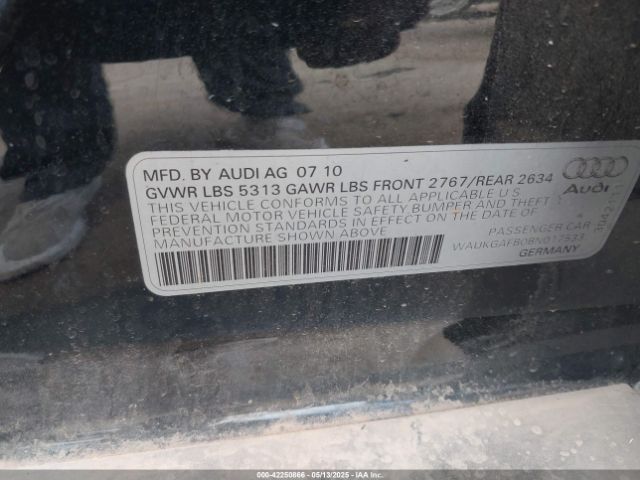 MFD. BY AUDI AG 07 10
GVWR LBS 5313 GAWR LBS FRONT 2767/REAR 2634
THIS VEHICLE CONFORMS TO ALL APPLICABLE U.S.
FEDERAL MOTOR VEHICLE SAFETY BUMPER AND THEFT
PREVENTION STANDARDS IN EFFECT ON THE DATE OF
MANUFACTURE SHOWN ABOVE
PASSENGER CAR
WAUKGAFB0BN017533
GERMANY
Audi
000-42250866 - 05/13/2025 - IAA Inc.